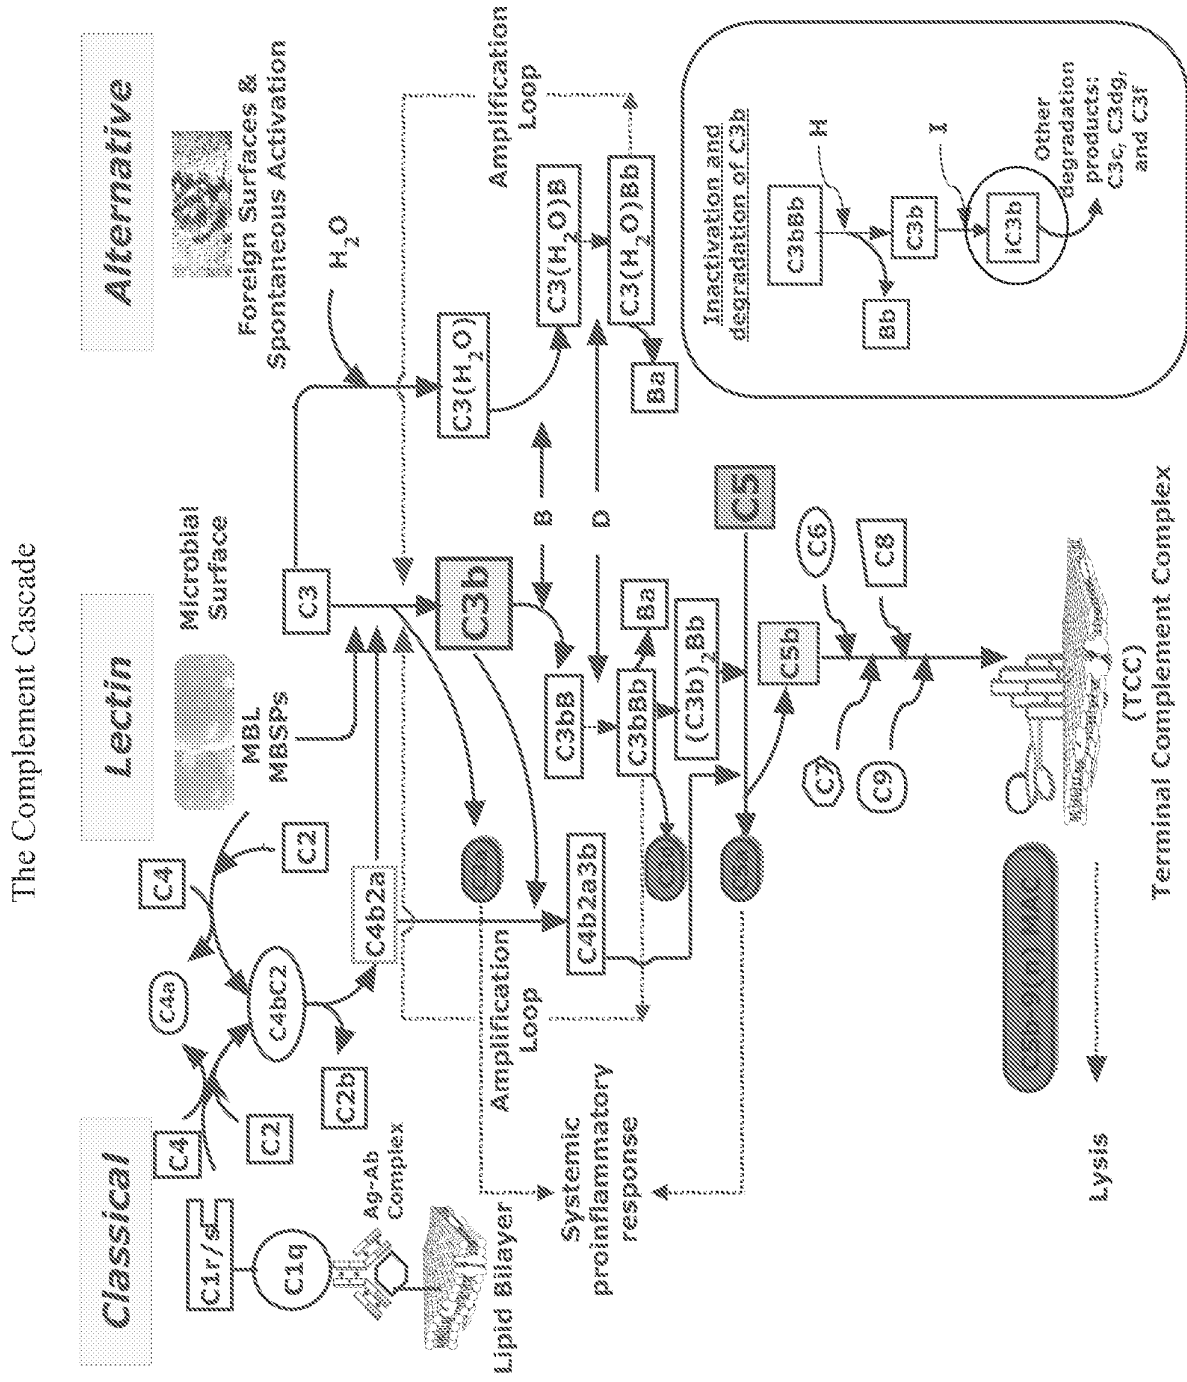 The Complement Cascade
Classical
Lectin
Alternative
C1r/s
C1q
Ag-Ab
Complex
Lipid Bilayer
C4
C2
C4a
C4
C2
C4bC2
C2b
C4b2a
MBL
MBSPs
Microbial
Surface
Foreign Surfaces &
Spontaneous Activation
C3
H2O
C3(H2O)
C3b
B
D
C3(H2O)B
C3(H2O)Bb
Ba
Amplification
Loop
Amplification
Loop
C3bB
C3bBb
Ba
(C3b)2Bb
C4b2a3b
C5
C5b
C6
C7
C8
C9
Systemic
proinflammatory
response
Lysis
(TCC)
Terminal Complement Complex
Inactivation and
degradation of C3b
C3bBb
H
Bb
C3b
I
iC3b
Other
degradation
products:
C3c, C3dg,
and C3f